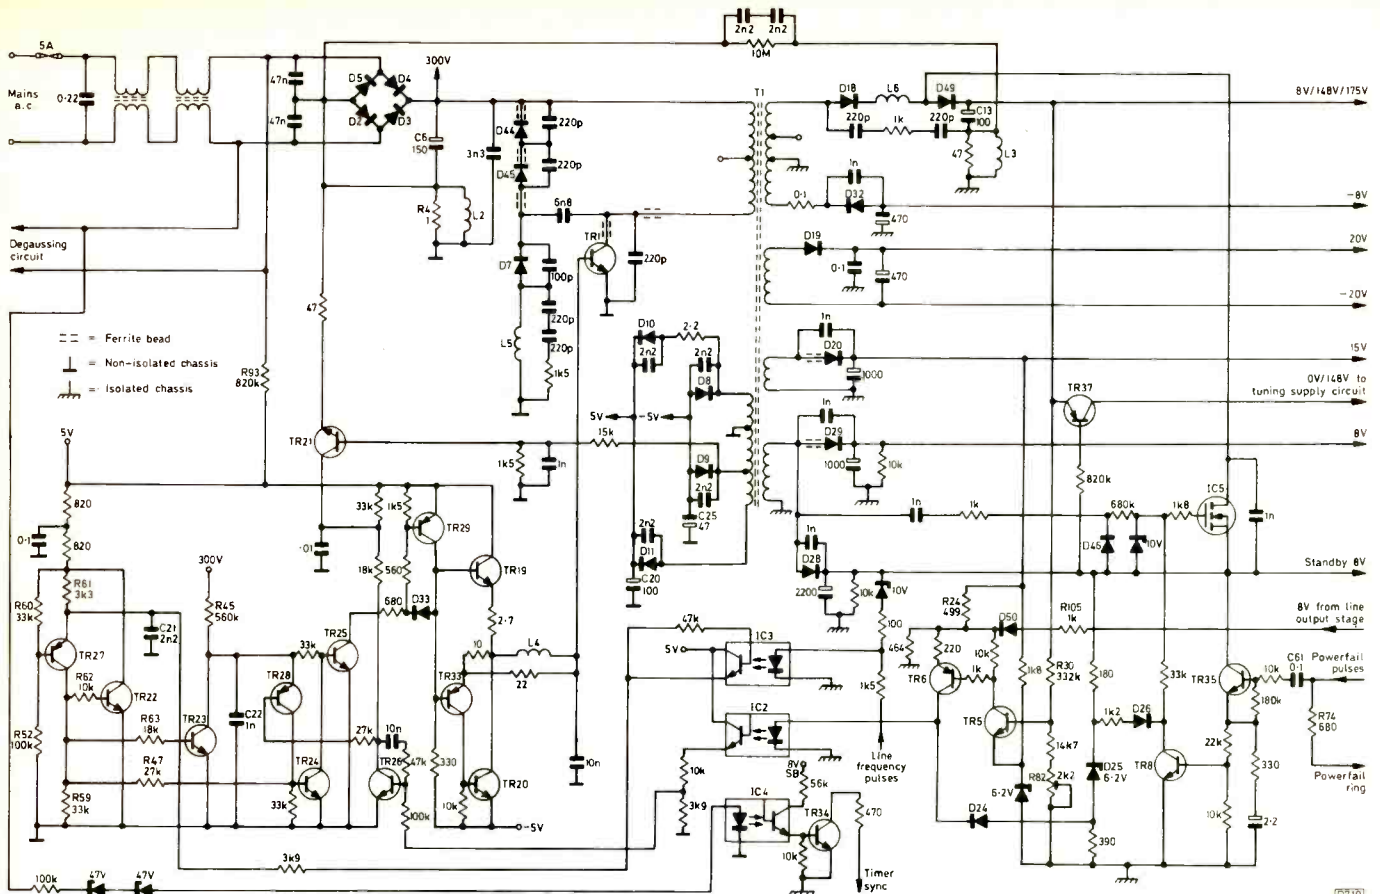 5A
Mains
a.c.
0·22
47n
47n
D5
D4
D2
D3
300V
C6
150
3n3
R4
1
L2
D44
D45
220p
220p
6n8
D7
100p
220p
220p
L5
1k5
TR1
220p
2n2
2n2
10M
T1
D18
L6
D49
220p
1k
220p
C13
100
47
L3
8V/148V/175V
1n
0·1
D32
470
-8V
D19
0·1
470
20V
-20V
1n
D20
1000
15V
0V/148V to
tuning supply circuit
TR37
1n
D29
1000
10k
8V
820k
Degaussing
circuit
= Ferrite bead
= Non-isolated chassis
= Isolated chassis
R93
820k
47
TR21
D10
2·2
2n2
2n2
D8
5V
-5V
15k
1k5
1n
D9
2n2
C25
47
2n2
D11
C20
100
5V
820
0·1
820
R61
3k3
R60
33k
C21
2n2
TR27
R62
10k
TR22
R52
100k
R63
18k
R47
27k
R59
33k
300V
R45
560k
TR23
C22
1n
·01
33k
1k5
TR29
18k
560
680
D33
TR19
2·7
33k
TR25
TR28
TR24
33k
27k
10n
TR26
47k
100k
10
L4
22
TR33
330
10k
TR20
-5V
10n
3k9
100k
47V
47V
47k
5V
IC3
IC2
IC4
10k
3k9
8V
SB
56k
TR34
10k
470
Timer
sync
1n
1k
680k
1k8
IC5
1n
D46
10V
1n
D28
2200
10k
10V
100
1k5
Line
frequency
pulses
Standby 8V
R24
499
D50
R105
1k
8V from line
output stage
464
220
10k
1k
TR6
TR5
1k8
R30
332k
14k7
R82
2k2
6·2V
D24
180
1k2
D26
D25
6·2V
390
33k
TR8
TR35
10k
C61
0·1
Powerfail
pulses
180k
R74
680
22k
330
10k
2·2
Powerfail
ring